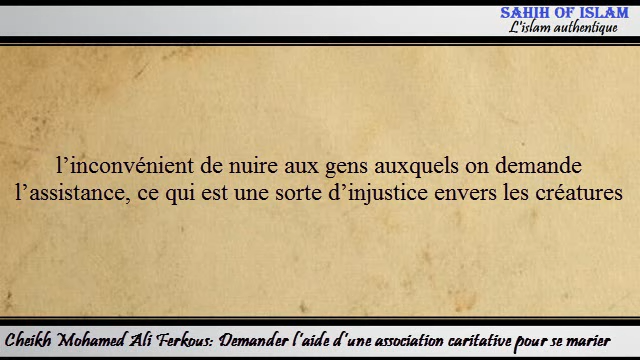 SAHIH OF ISLAM
L'islam authentique
l’inconvénient de nuire aux gens auxquels on demande
l’assistance, ce qui est une sorte d’injustice envers les créatures
Cheikh Mohamed Ali Ferkous: Demander l'aide d'une association caritative pour se marier